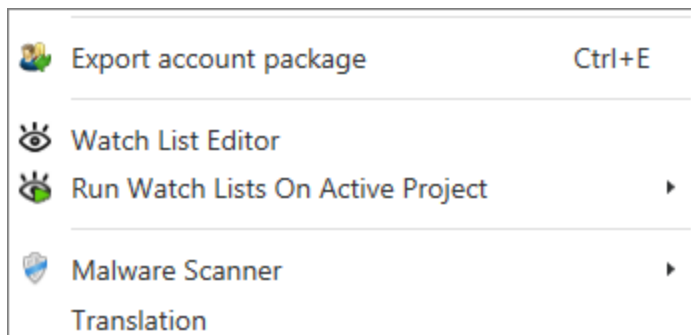 Export account package Ctrl+E
Watch List Editor
Run Watch Lists On Active Project
Malware Scanner
Translation